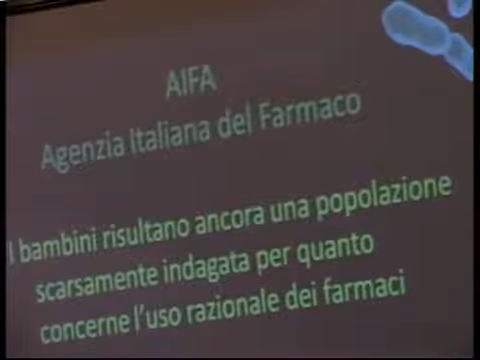 AIFA
Agenzia Italiana del Farmaco
I bambini risultano ancora una popolazione
scarsamente indagata per quanto
concerne l'uso razionale dei farmaci